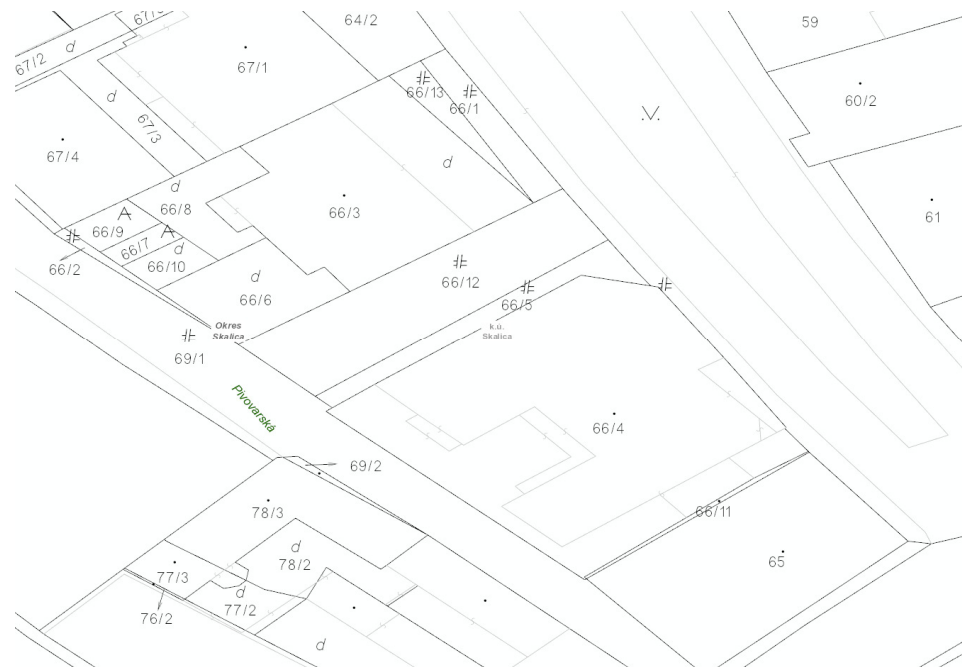 64/2
59
67/2
d
67/1
60/2
66/13
66/1
d
67/3
67/4
d
d
66/8
66/3
61
66/9
66/7
d
66/10
66/2
d
66/6
66/12
66/5
Okres
Skalica
k.ú.
Skalica
69/1
Pivovarská
66/4
69/2
78/3
66/11
d
78/2
65
77/3
d
77/2
76/2
d